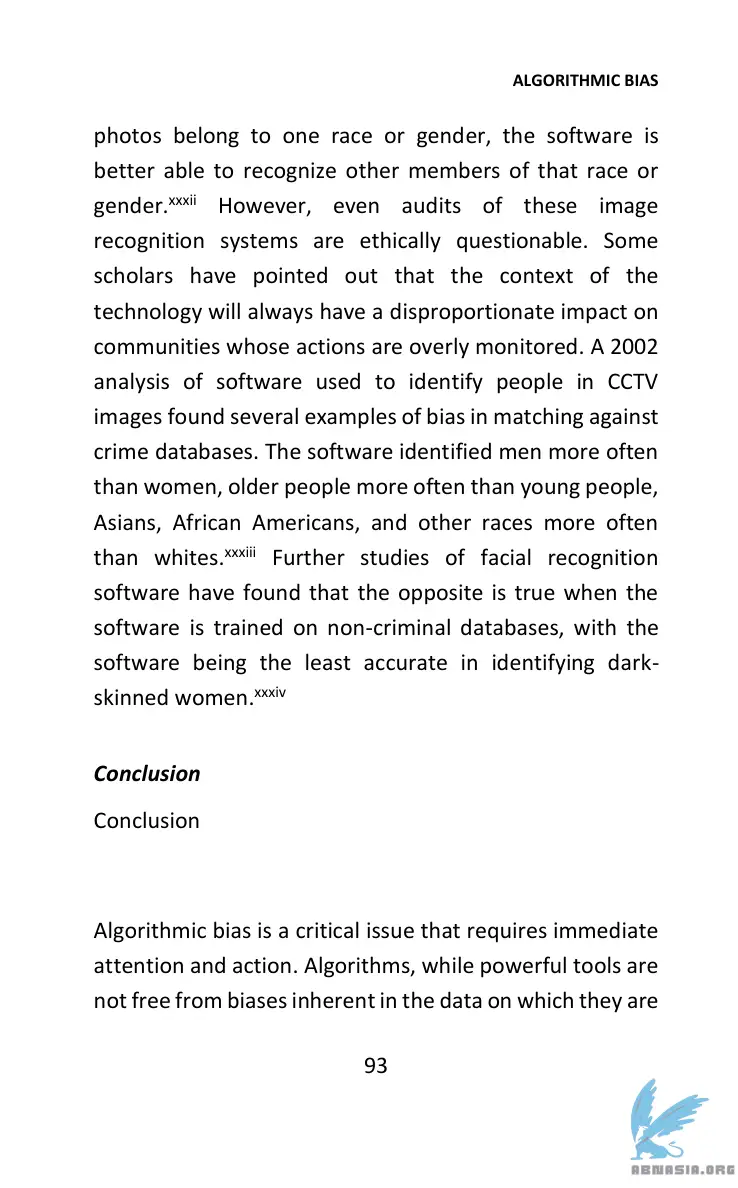 ALGORITHMIC BIAS
photos belong to one race or gender, the software is
better able to recognize other members of that race or
gender.xxxii However, even audits of these image
recognition systems are ethically questionable. Some
scholars have pointed out that the context of the
technology will always have a disproportionate impact on
communities whose actions are overly monitored. A 2002
analysis of software used to identify people in CCTV
images found several examples of bias in matching against
crime databases. The software identified men more often
than women, older people more often than young people,
Asians, African Americans, and other races more often
than whites.xxxiii Further studies of facial recognition
software have found that the opposite is true when the
software is trained on non-criminal databases, with the
software being the least accurate in identifying dark-
skinned women.xxxiv
Conclusion
Conclusion
Algorithmic bias is a critical issue that requires immediate
attention and action. Algorithms, while powerful tools are
not free from biases inherent in the data on which they are
93
ABNASIA.ORG